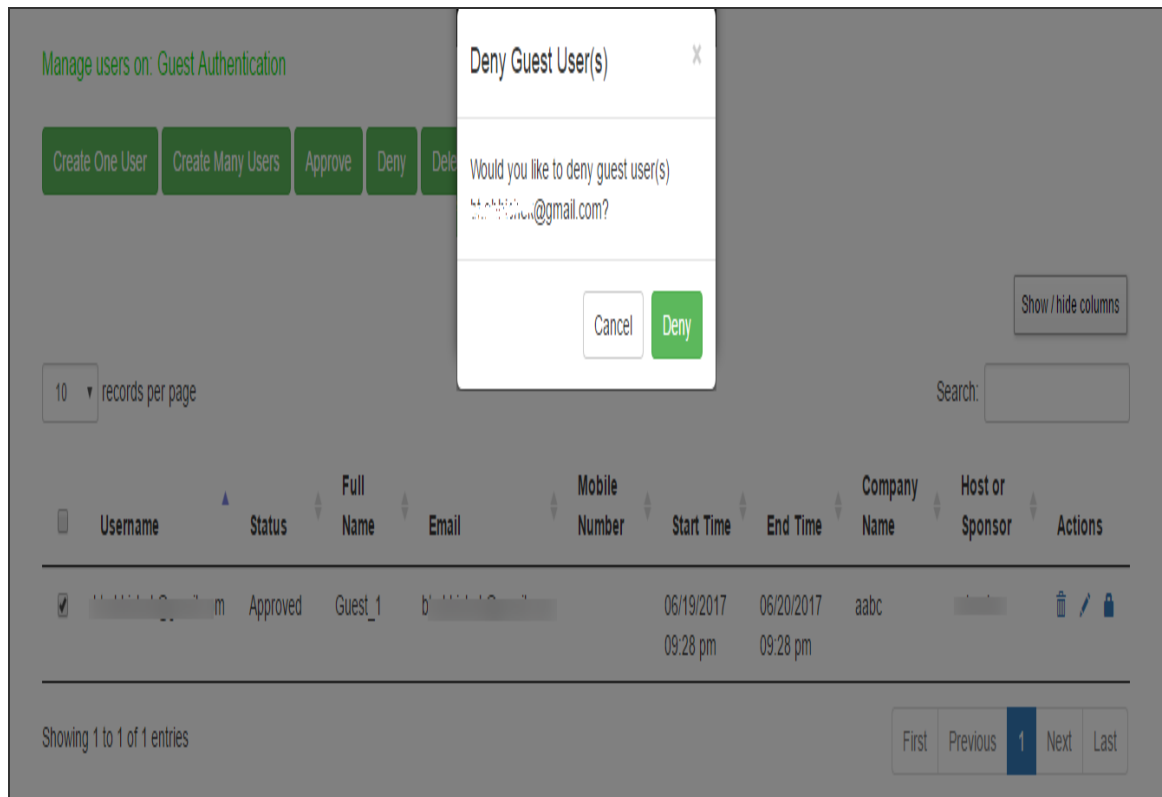 Manage users on: Guest Authentication
Create One User Create Many Users Approve Deny Dele
Deny Guest User(s) X
Would you like to deny guest user(s)
@gmail.com?
Cancel Deny
Show / hide columns
10 records per page
Search:
Username Status Full Name Email Mobile Number Start Time End Time Company Name Host or Sponsor Actions
Approved Guest_1 06/19/2017 09:28 pm 06/20/2017 09:28 pm aabc
Showing 1 to 1 of 1 entries
First Previous 1 Next Last